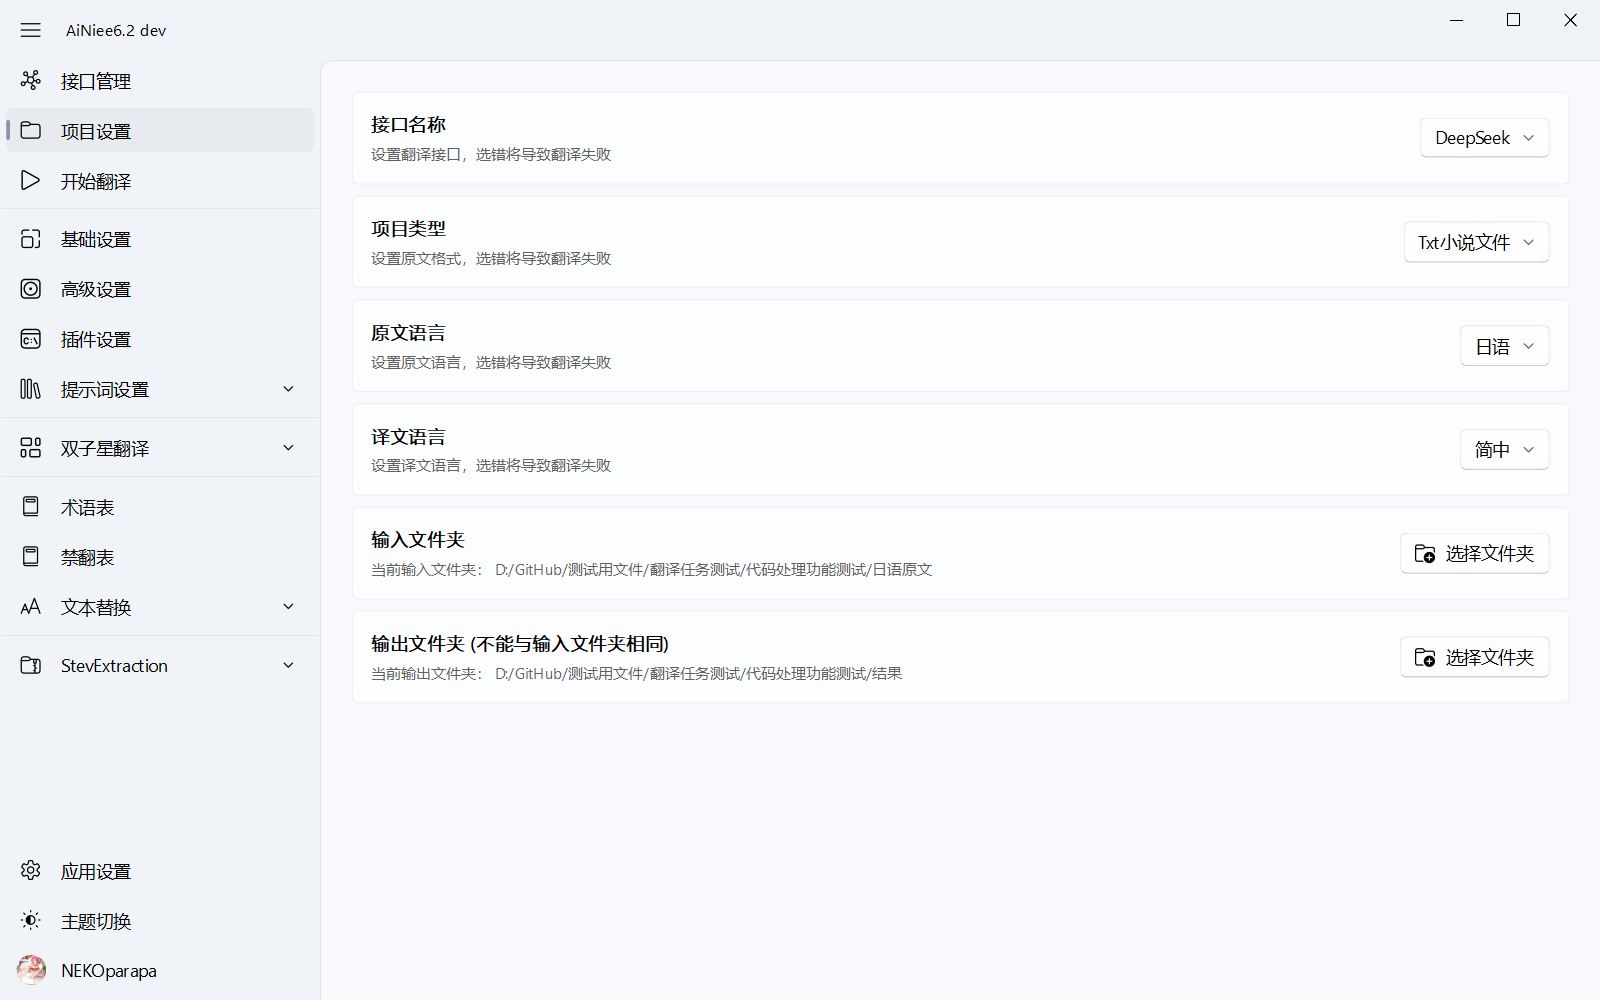 AiNiee6.2 dev
接口管理
项目设置
开始翻译
基础设置
高级设置
插件设置
提示词设置
双子星翻译
术语表
禁翻表
文本替换
StevExtraction
应用设置
主题切换
NEKOparapa
接口名称
设置翻译接口，选错将导致翻译失败
DeepSeek
项目类型
设置原文格式，选错将导致翻译失败
Txt小说文件
原文语言
设置原文语言，选错将导致翻译失败
日语
译文语言
设置译文语言，选错将导致翻译失败
简中
输入文件夹
当前输入文件夹： D:/GitHub/测试用文件/翻译任务测试/代码处理功能测试/日语原文
选择文件夹
输出文件夹 (不能与输入文件夹相同)
当前输出文件夹： D:/GitHub/测试用文件/翻译任务测试/代码处理功能测试/结果
选择文件夹